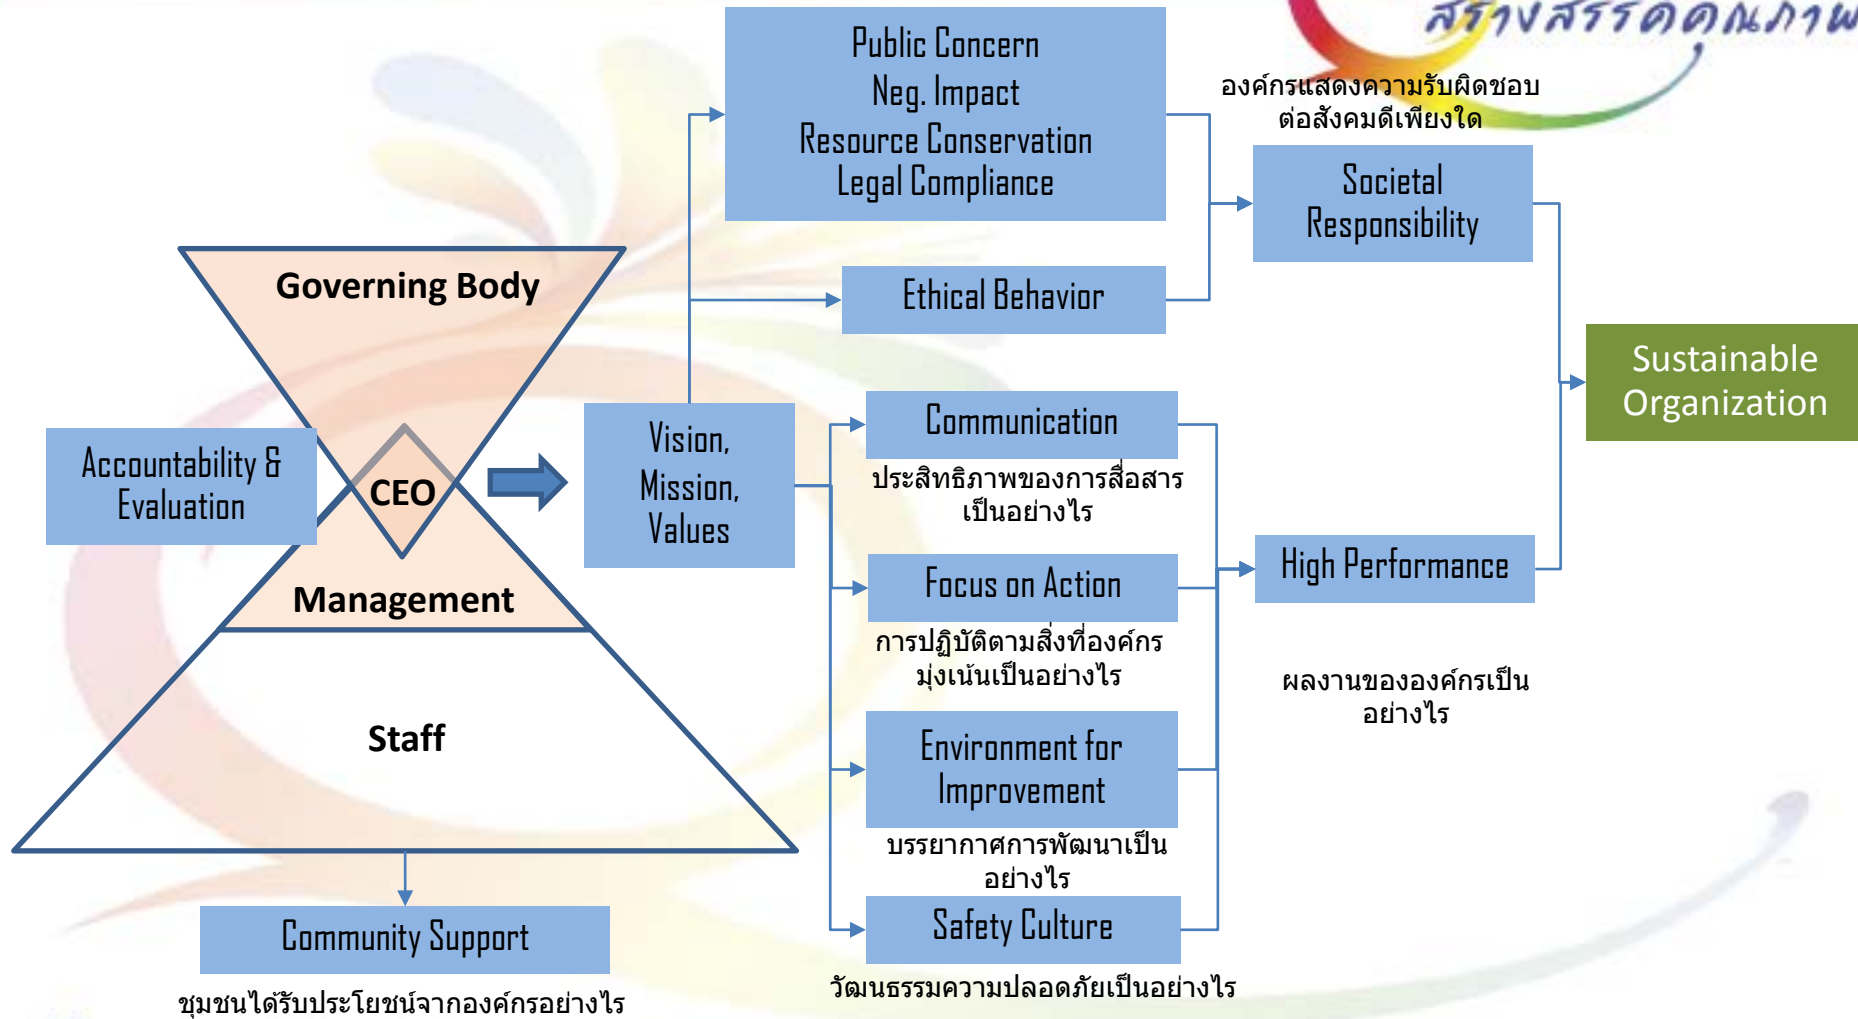 สร้างสรรค์คุณภาพ
Public Concern
Neg. Impact
Resource Conservation
Legal Compliance
องค์กรแสดงความรับผิดชอบ
ต่อสังคมดีเพียงใด
Societal
Responsibility
Governing Body
Ethical Behavior
Sustainable
Organization
Accountability &
Evaluation
CEO
Vision,
Mission,
Values
Communication
ประสิทธิภาพของการสื่อสาร
เป็นอย่างไร
Focus on Action
การปฏิบัติตามสิ่งที่องค์กร
มุ่งเน้นเป็นอย่างไร
High Performance
ผลงานขององค์กรเป็น
อย่างไร
Management
Staff
Environment for
Improvement
บรรยากาศการพัฒนาเป็น
อย่างไร
Safety Culture
วัฒนธรรมความปลอดภัยเป็นอย่างไร
Community Support
ชุมชนได้รับประโยชน์จากองค์กรอย่างไร